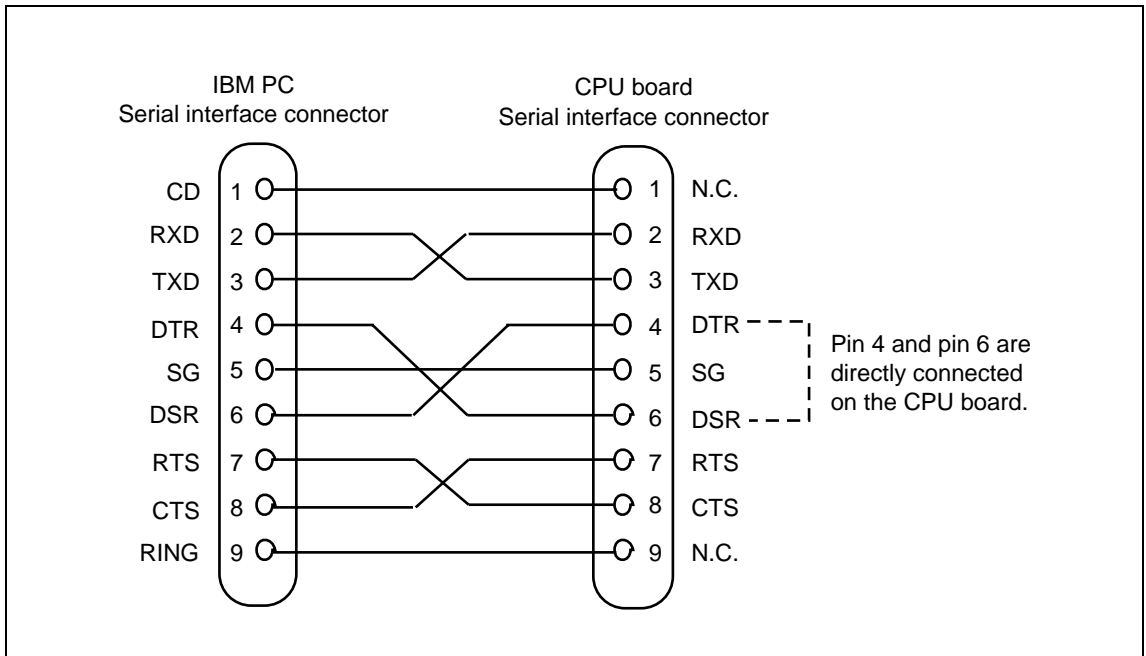 IBM PC
Serial interface connector
CPU board
Serial interface connector
CD 1 1 N.C.
RXD 2 2 RXD
TXD 3 3 TXD
DTR 4 4 DTR
SG 5 5 SG
DSR 6 6 DSR
RTS 7 7 RTS
CTS 8 8 CTS
RING 9 9 N.C.
Pin 4 and pin 6 are
directly connected
on the CPU board.